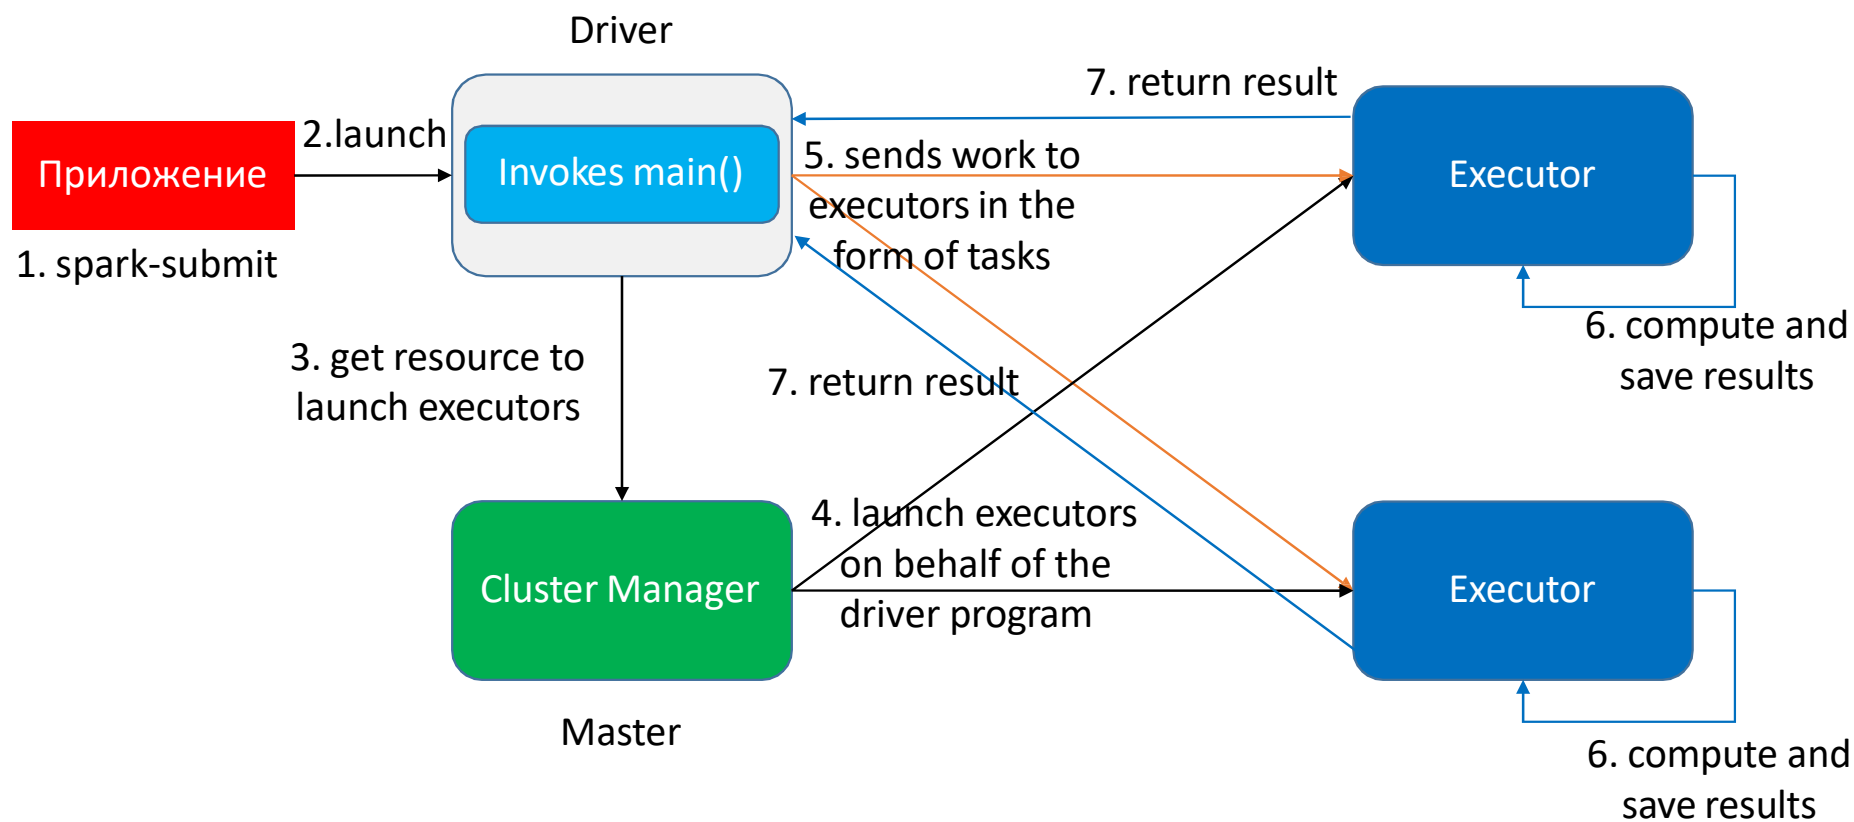 Driver
7. return result
2.launch
Приложение
Invokes main()
5. sends work to
executors in the
form of tasks
Executor
1. spark-submit
6. compute and
save results
3. get resource to
launch executors
7. return result
4. launch executors
on behalf of the
driver program
Cluster Manager
Executor
Master
6. compute and
save results